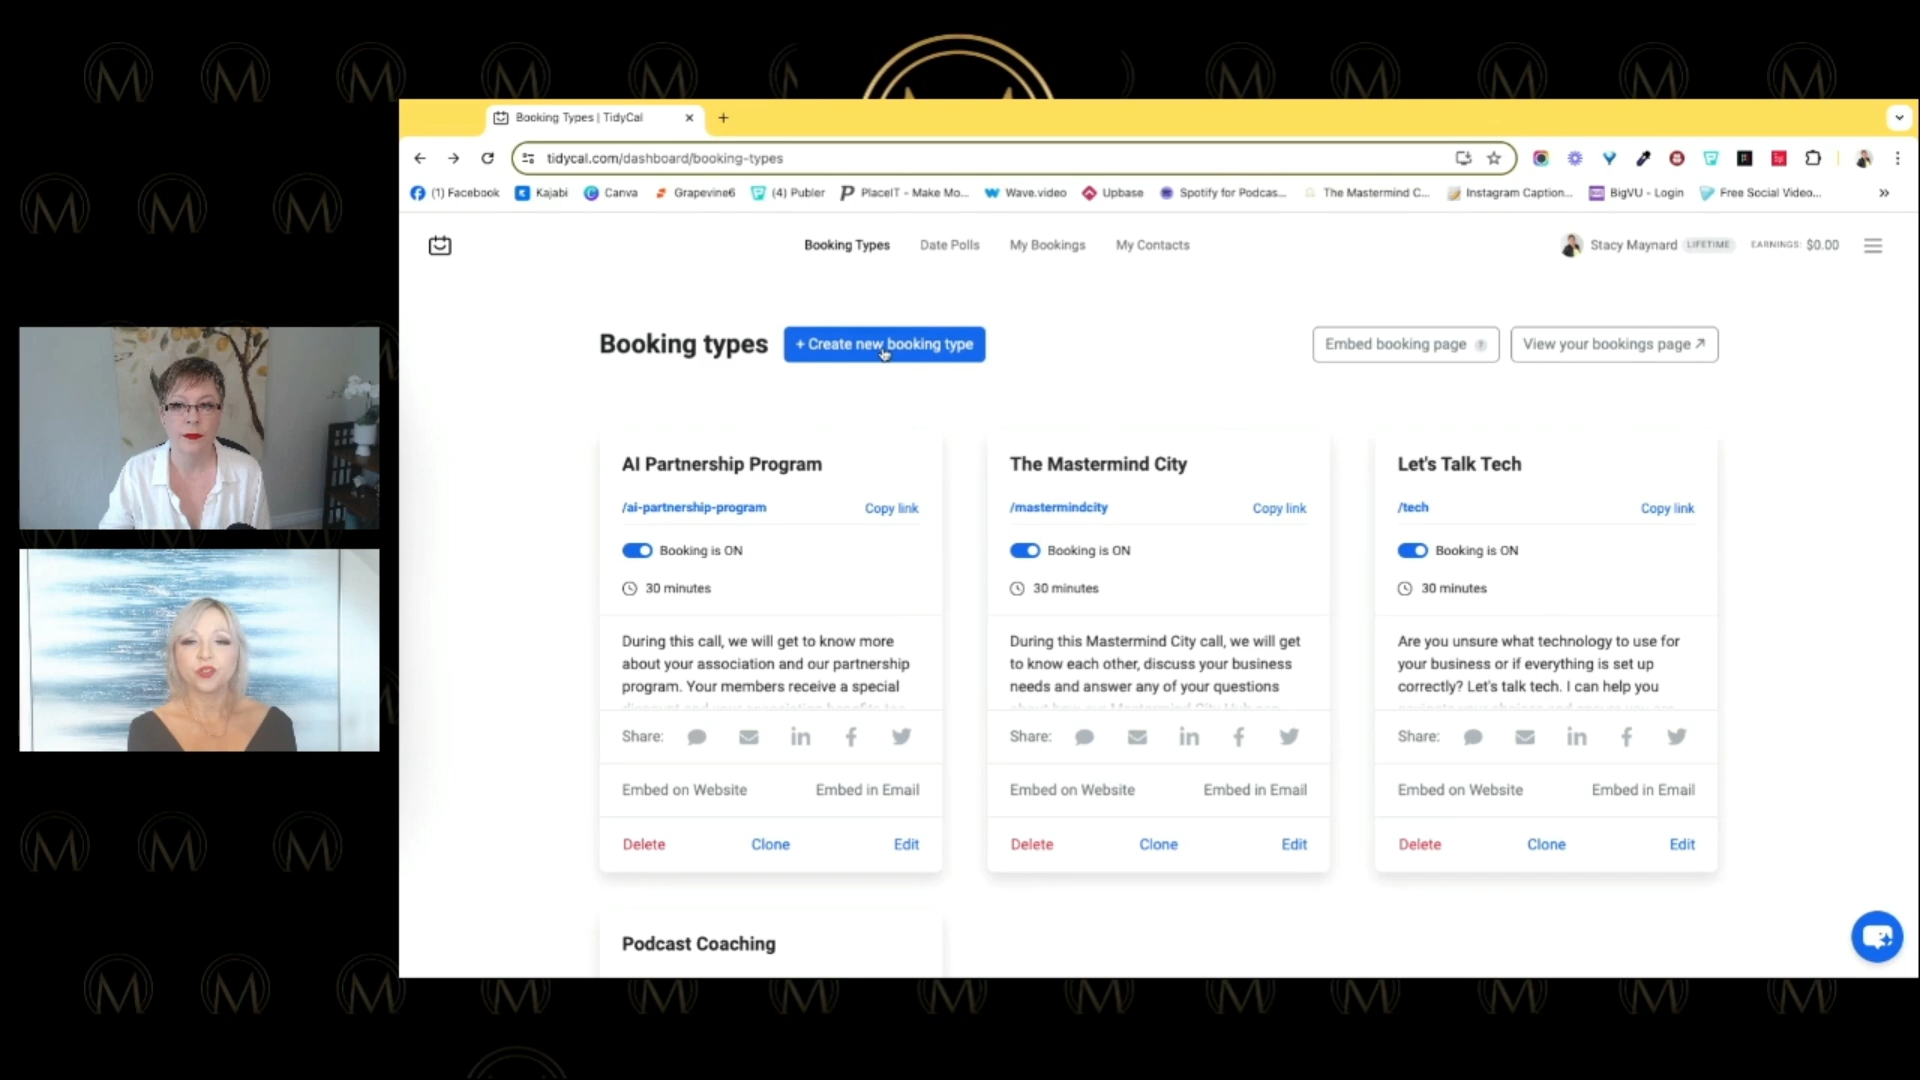 Booking Types | TidyCal
tidycal.com/dashboard/booking-types
(1) Facebook Kajabi Canva Grapevine6 (4) Publer PlaceIT - Make Mo... Wave.video Upbase Spotify for Podcas... The Mastermind C... Instagram Caption... BigVU - Login Free Social Video...
Booking Types Date Polls My Bookings My Contacts Stacy Maynard LIFETIME EARNINGS: $0.00
Booking types + Create new booking type Embed booking page ? View your bookings page
AI Partnership Program
/ai-partnership-program Copy link
Booking is ON
30 minutes
During this call, we will get to know more
about your association and our partnership
program. Your members receive a special
Share:
Embed on Website Embed in Email
Delete Clone Edit
The Mastermind City
/mastermindcity Copy link
Booking is ON
30 minutes
During this Mastermind City call, we will get
to know each other, discuss your business
needs and answer any of your questions
Share:
Embed on Website Embed in Email
Delete Clone Edit
Let's Talk Tech
/tech Copy link
Booking is ON
30 minutes
Are you unsure what technology to use for
your business or if everything is set up
correctly? Let's talk tech. I can help you
Share:
Embed on Website Embed in Email
Delete Clone Edit
Podcast Coaching